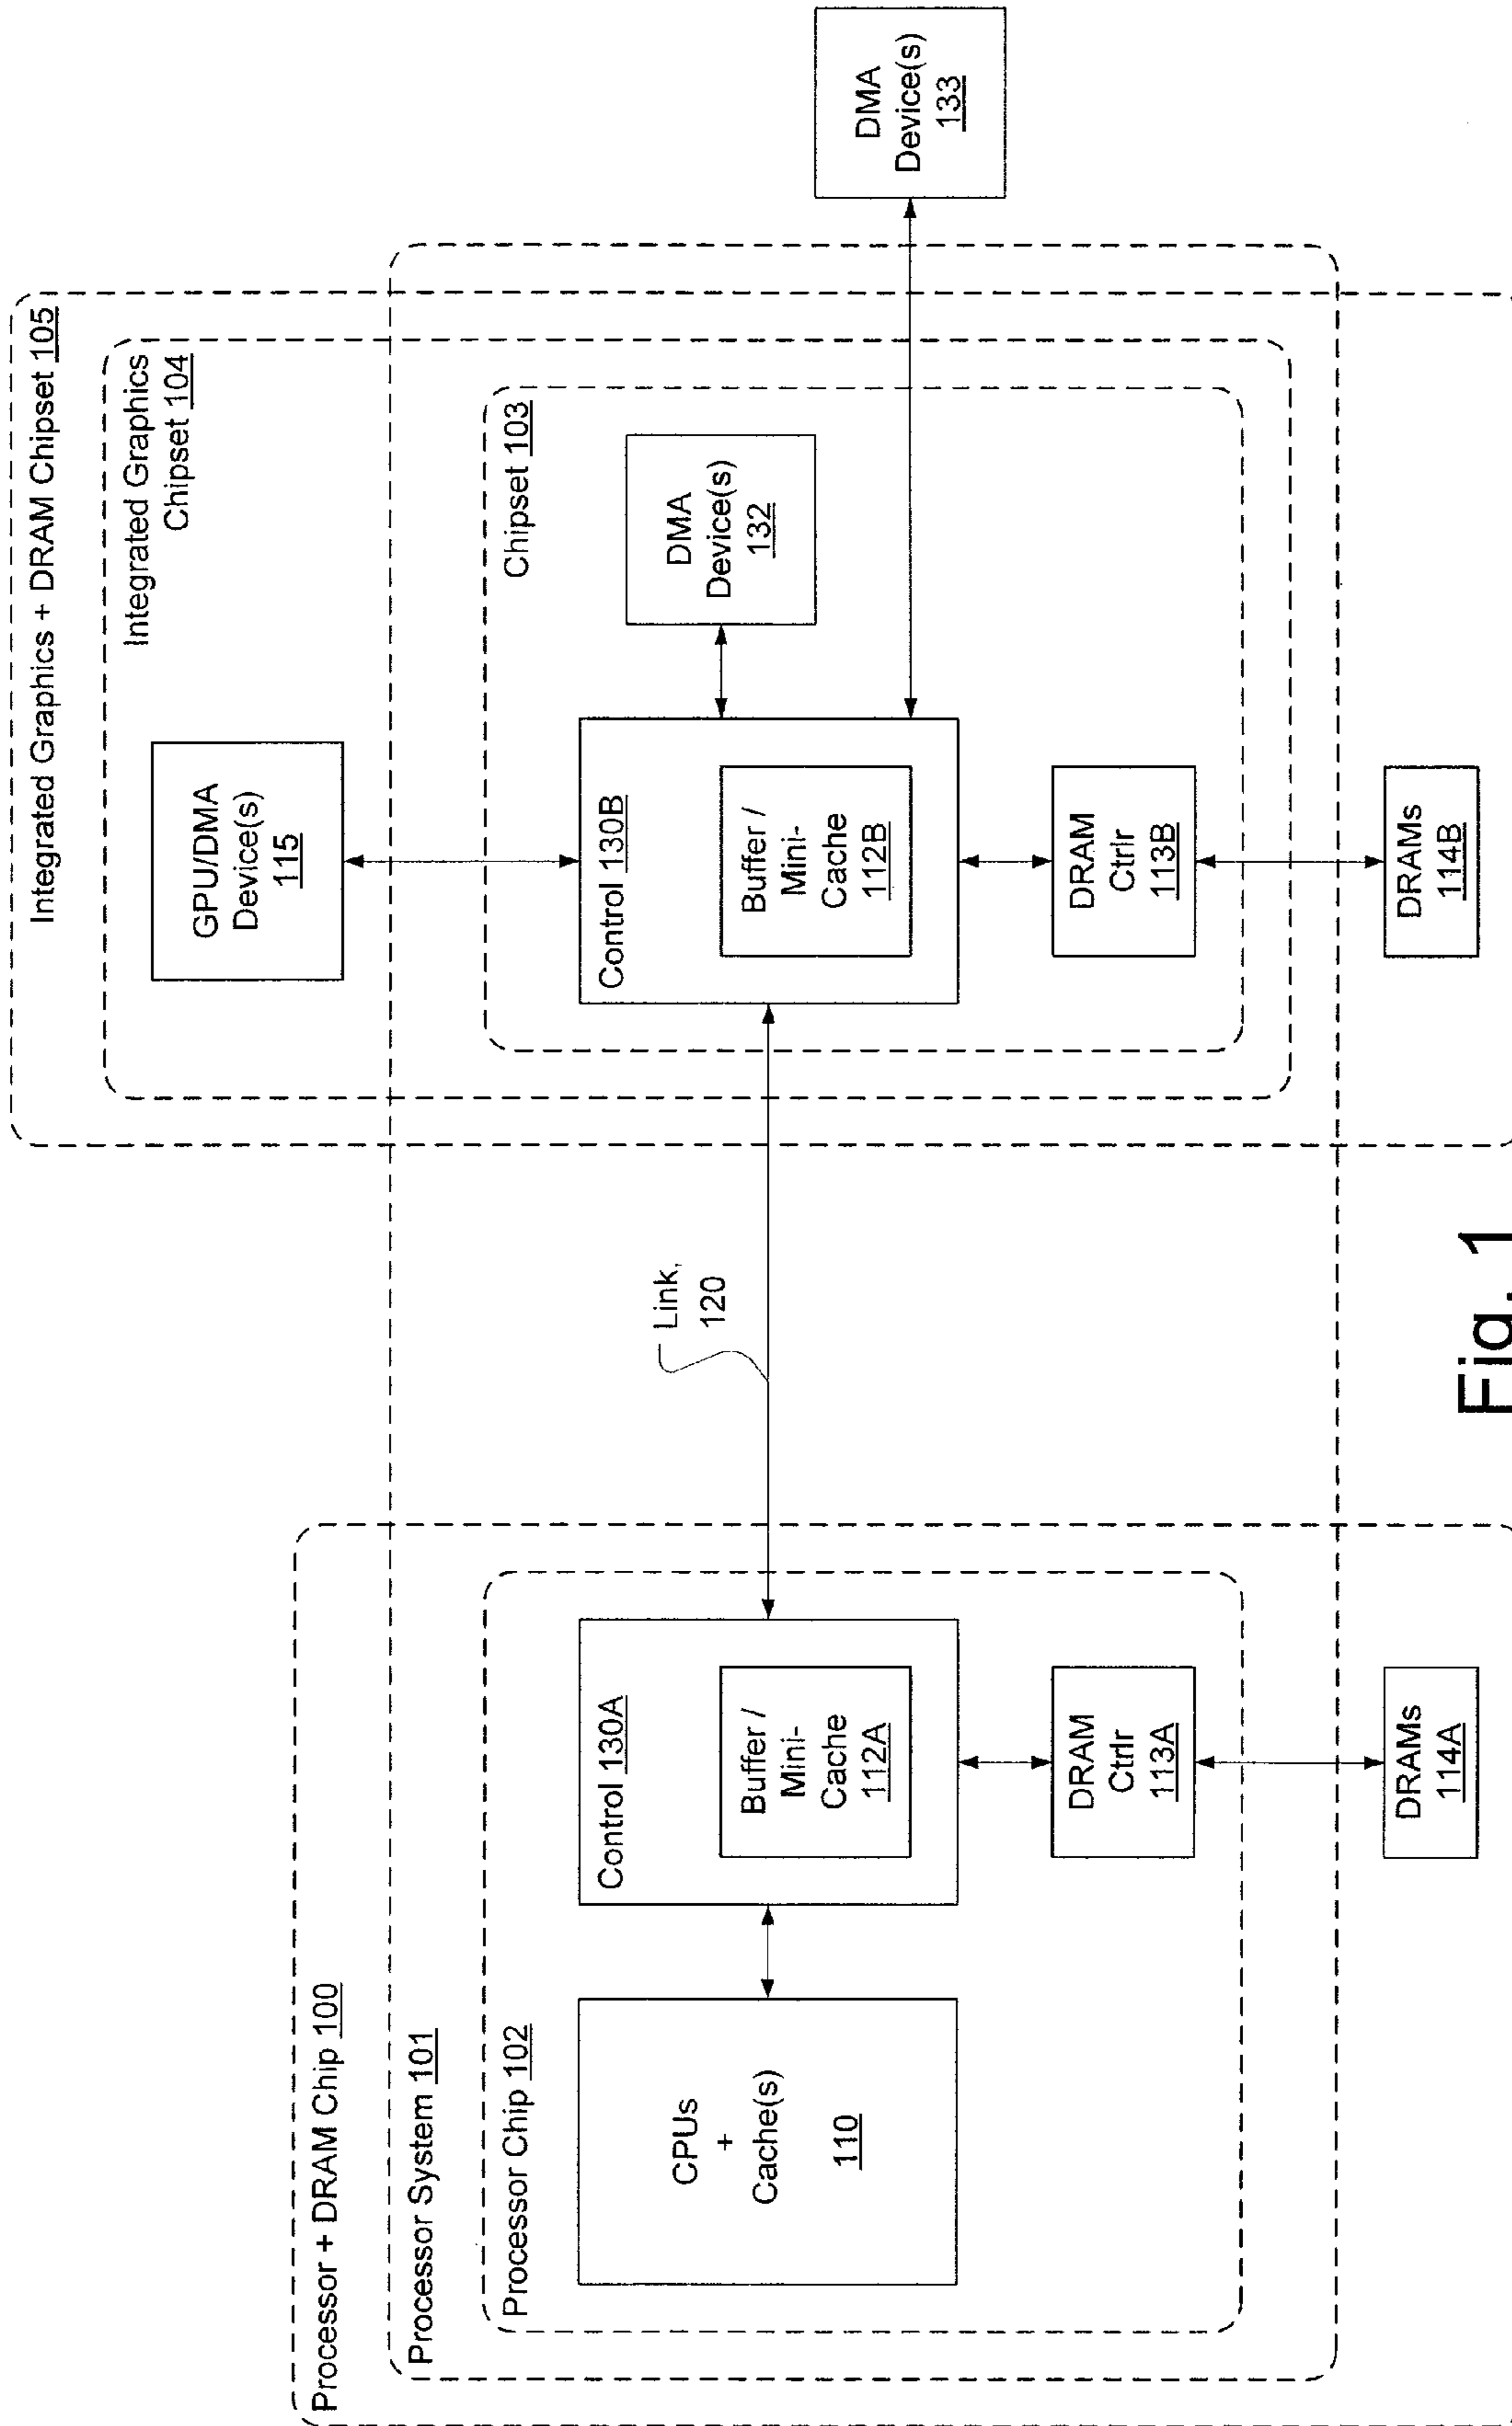 Processor + DRAM Chip 100
Processor System 101
Processor Chip 102
CPUs
+
Cache(s)
110
Control 130A
Buffer /
Mini-
Cache
112A
DRAM
Ctrlr
113A
DRAMs
114A
Link,
120
Integrated Graphics + DRAM Chipset 105
Integrated Graphics
Chipset 104
GPU/DMA
Device(s)
115
Chipset 103
Control 130B
Buffer /
Mini-
Cache
112B
DMA
Device(s)
132
DRAM
Ctrlr
113B
DRAMs
114B
DMA
Device(s)
133
Fig. 1